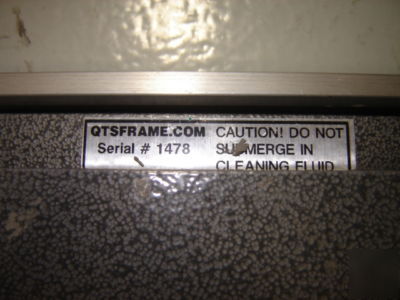 QTSFRAME.COM
Serial # 1478
CAUTION! DO NOT
SUBMERGE IN
CLEANING FLUID